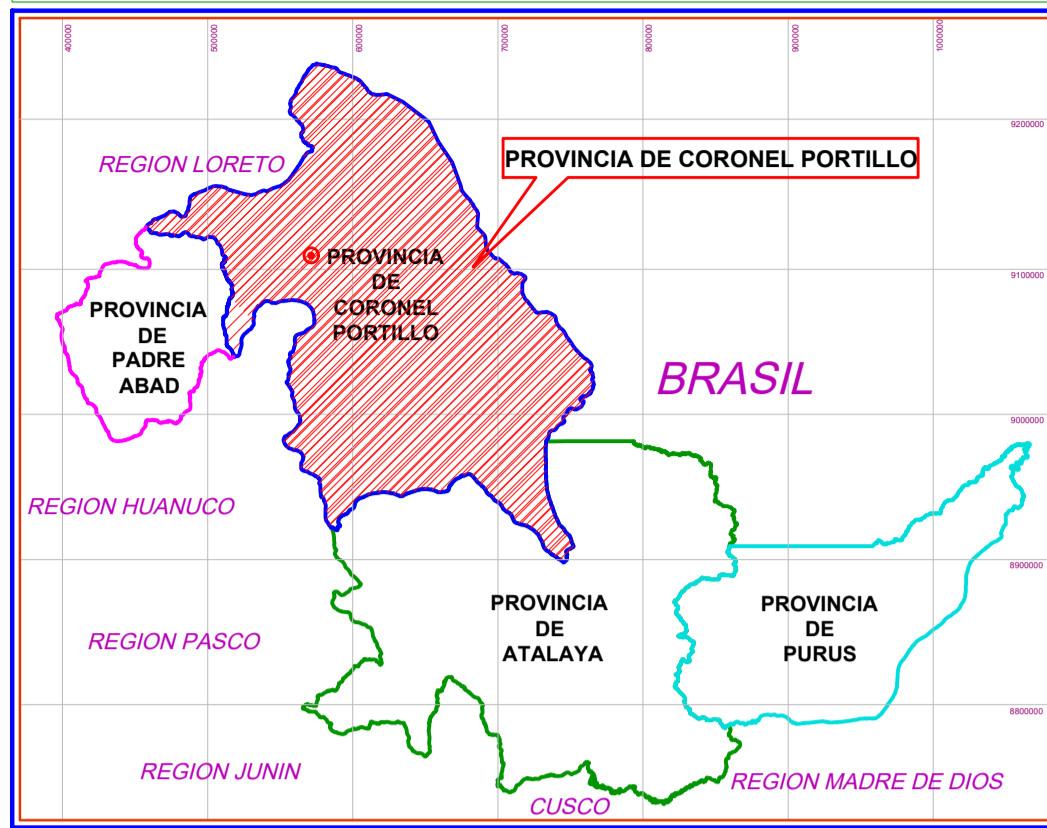 400000
500000
600000
700000
800000
900000
1000000
9200000
PROVINCIA DE CORONEL PORTILLO
REGION LORETO
PROVINCIA
DE
CORONEL
PORTILLO
9100000
PROVINCIA
DE
PADRE
ABAD
BRASIL
9000000
REGION HUANUCO
8900000
PROVINCIA
DE
ATALAYA
PROVINCIA
DE
PURUS
REGION PASCO
8800000
REGION JUNIN
REGION MADRE DE DIOS
CUSCO